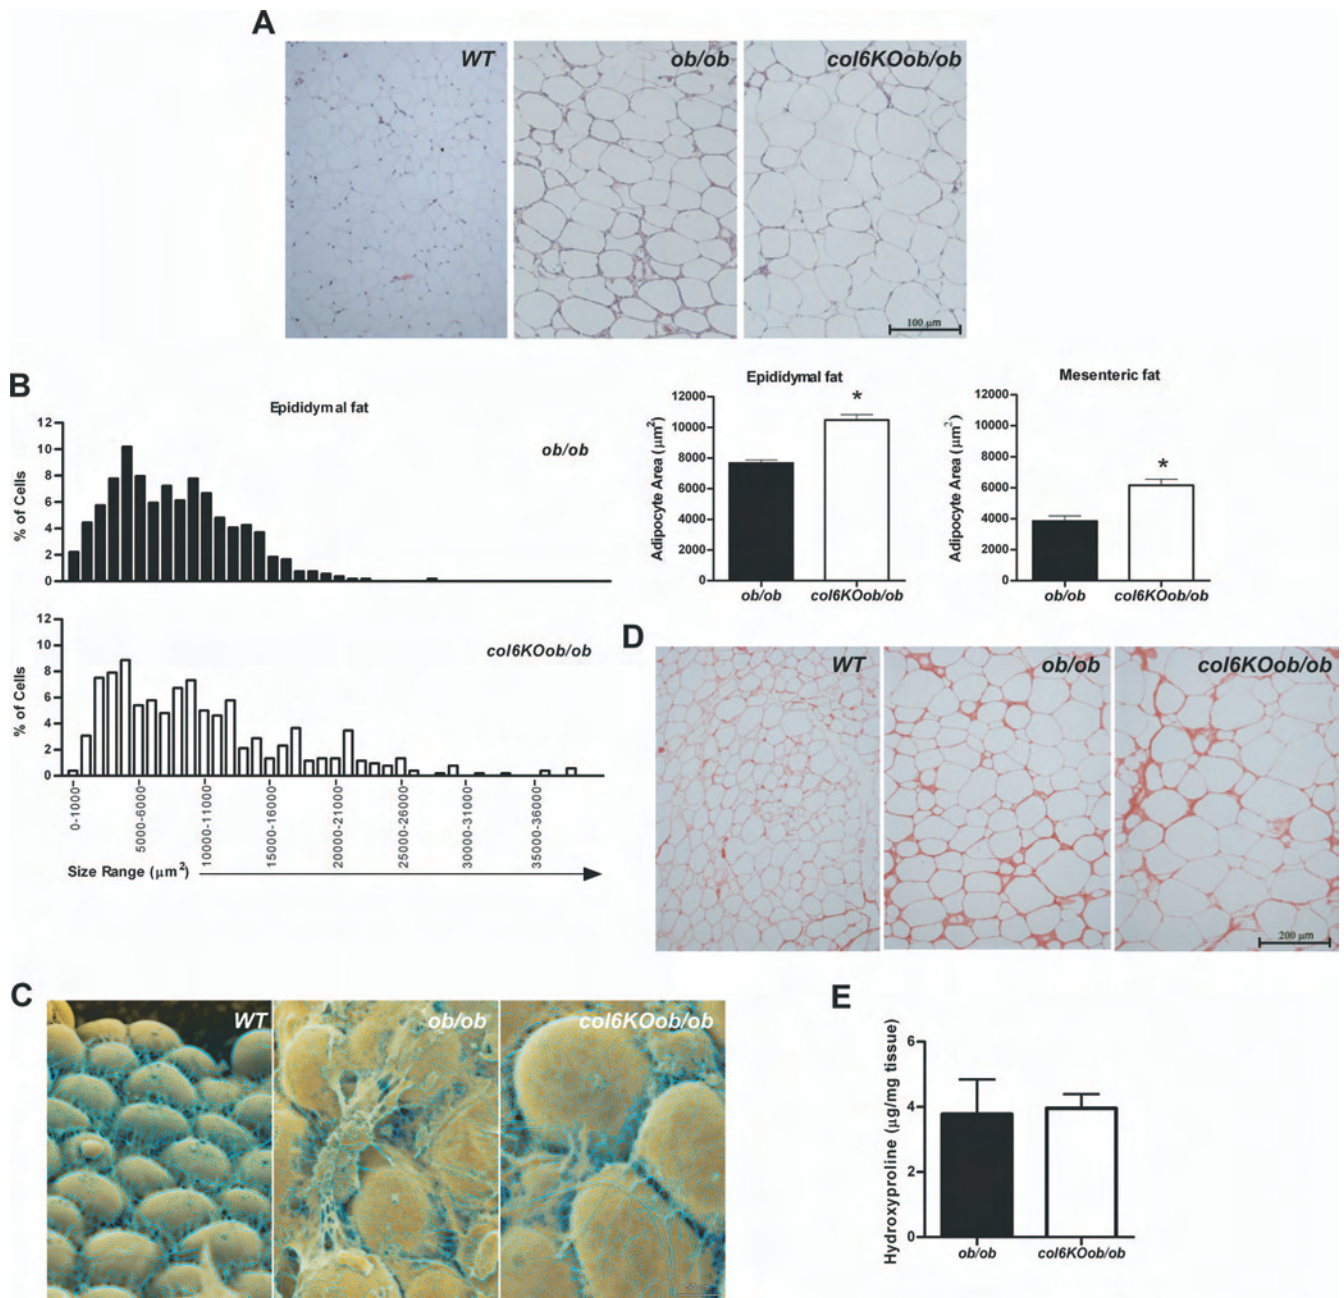 A
WT
ob/ob
col6KOob/ob
100 μm
B
Epididymal fat
ob/ob
% of Cells
12
10
8
6
4
2
0
col6KOob/ob
% of Cells
12
10
8
6
4
2
0
0-1000
5000-6000
10000-11000
15000-16000
20000-21000
25000-26000
30000-31000
35000-36000
Size Range (μm²)
Epididymal fat
Adipocyte Area (μm²)
12000
10000
8000
6000
4000
2000
0
*
ob/ob
col6KOob/ob
Mesenteric fat
Adipocyte Area (μm²)
12000
10000
8000
6000
4000
2000
0
*
ob/ob
col6KOob/ob
D
WT
ob/ob
col6KOob/ob
200 μm
C
WT
ob/ob
col6KOob/ob
E
Hydroxyproline (μg/mg tissue)
6
4
2
0
ob/ob
col6KOob/ob